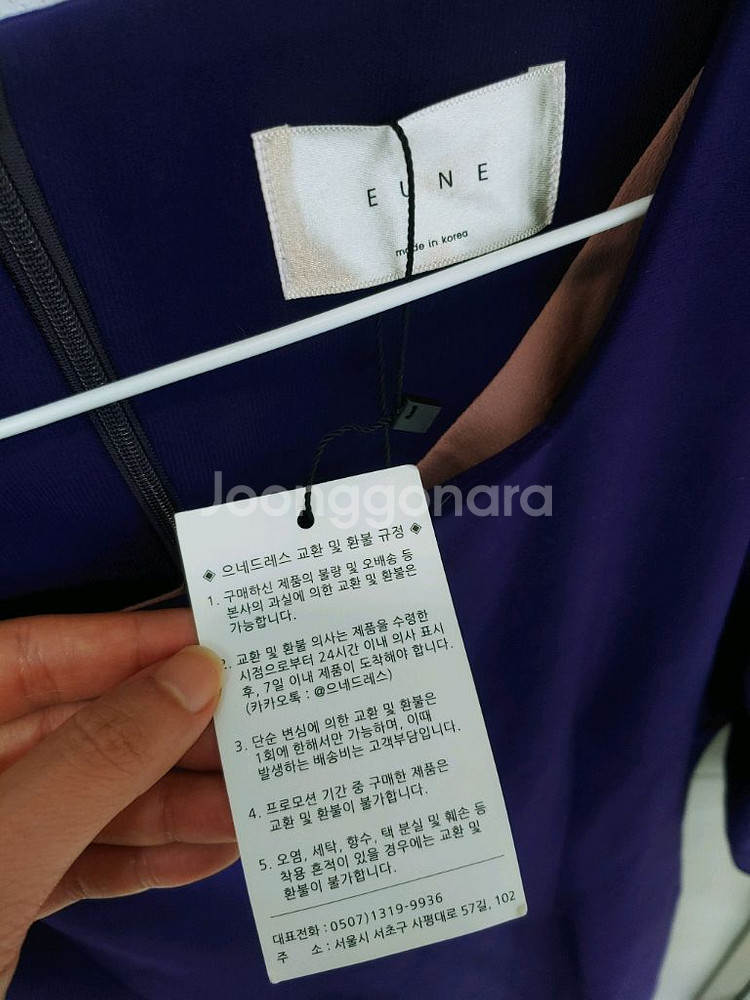 EUNE
made in korea
Joonggonara
◈ 으네드레스 교환 및 환불 규정 ◈
1. 구매하신 제품의 불량 및 오배송 등
본사의 과실에 의한 교환 및 환불은
가능합니다.
2. 교환 및 환불 의사는 제품을 수령한
시점으로부터 24시간 이내 의사 표시
후, 7일 이내 제품이 도착해야 합니다.
(카카오톡 : @으네드레스)
3. 단순 변심에 의한 교환 및 환불은
1회에 한해서만 가능하며, 이때
발생하는 배송비는 고객부담입니다.
4. 프로모션 기간 중 구매한 제품은
교환 및 환불이 불가합니다.
5. 오염, 세탁, 향수, 택 분실 및 훼손 등
착용 흔적이 있을 경우에는 교환 및
환불이 불가합니다.
대표전화 : 0507)1319-9936
주 소 : 서울시 서초구 사평대로 57길, 102